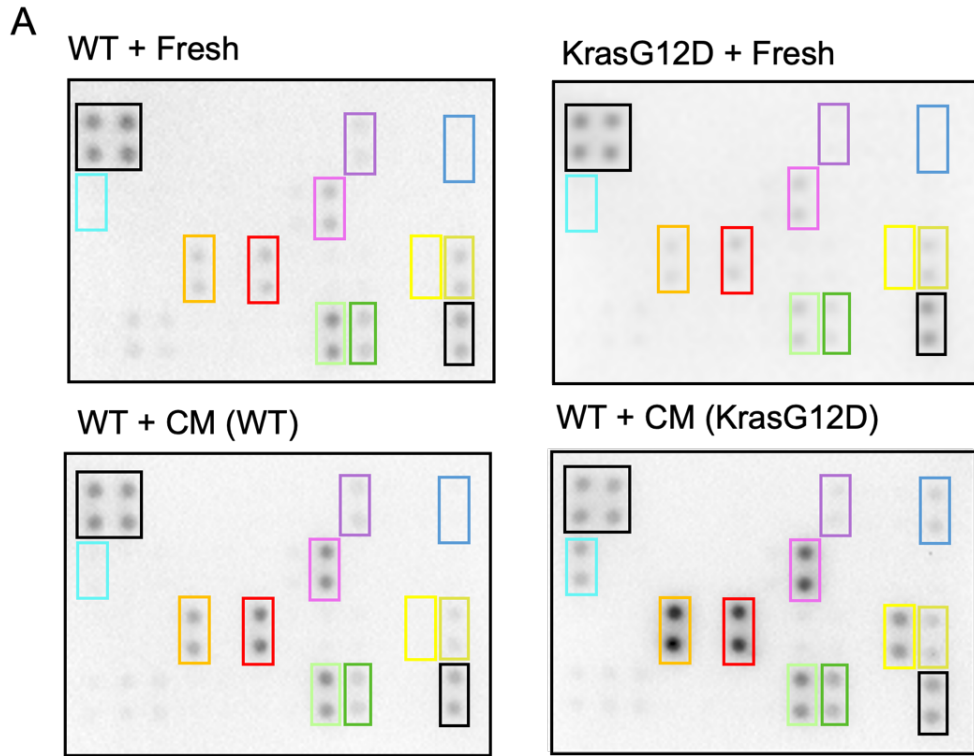 A
WT + Fresh
KrasG12D + Fresh
WT + CM (WT)
WT + CM (KrasG12D)